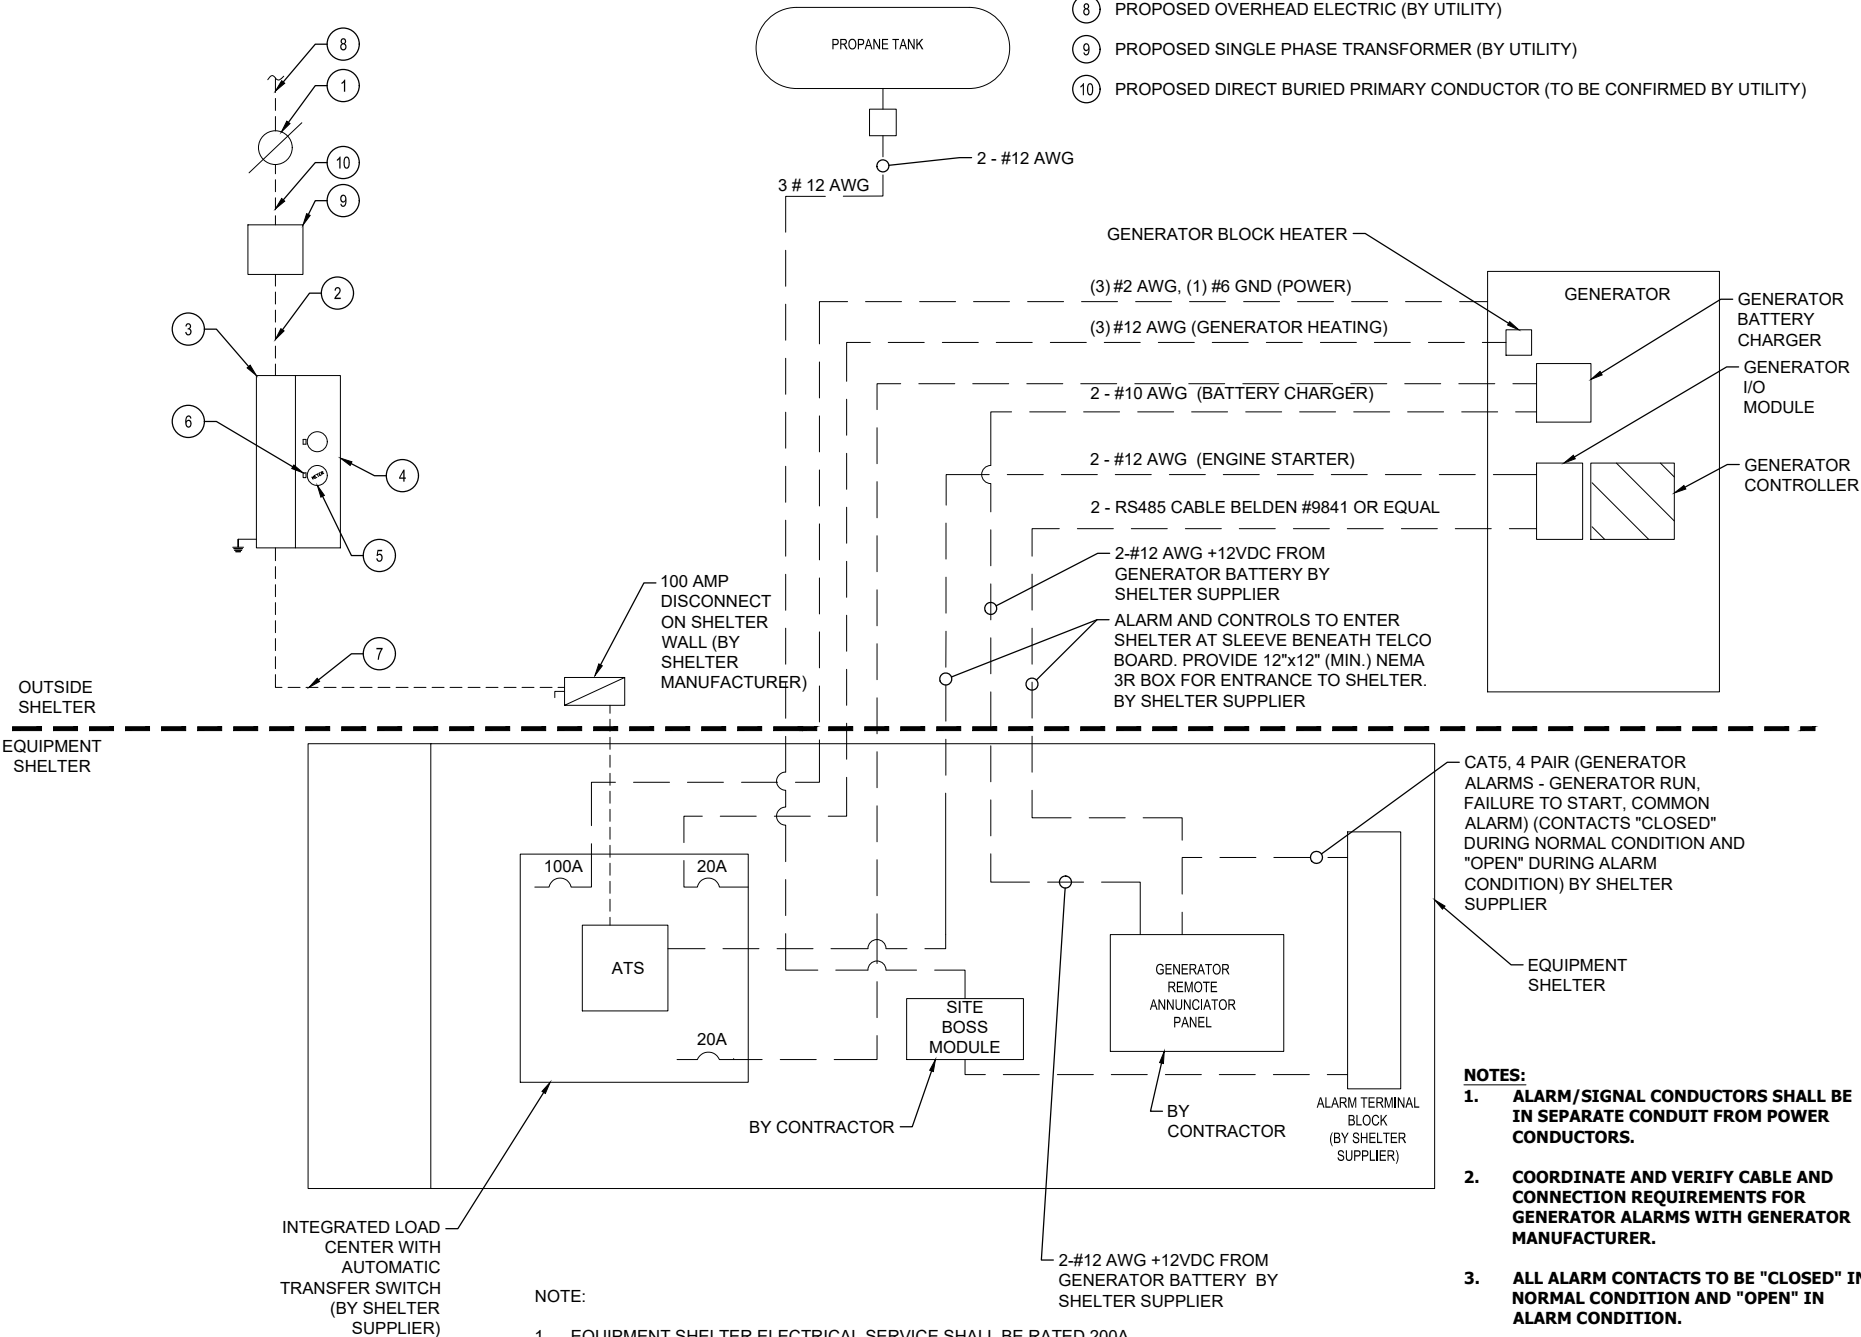 8 PROPOSED OVERHEAD ELECTRIC (BY UTILITY)
9 PROPOSED SINGLE PHASE TRANSFORMER (BY UTILITY)
10 PROPOSED DIRECT BURIED PRIMARY CONDUCTOR (TO BE CONFIRMED BY UTILITY)
PROPANE TANK
2 - #12 AWG
3 # 12 AWG
8
1
10
9
2
3
6
4
5
7
METER
GENERATOR BLOCK HEATER
(3) #2 AWG, (1) #6 GND (POWER)
(3) #12 AWG (GENERATOR HEATING)
2 - #10 AWG (BATTERY CHARGER)
2 - #12 AWG (ENGINE STARTER)
2 - RS485 CABLE BELDEN #9841 OR EQUAL
GENERATOR
GENERATOR
BATTERY
CHARGER
GENERATOR
I/O
MODULE
GENERATOR
CONTROLLER
2-#12 AWG +12VDC FROM
GENERATOR BATTERY BY
SHELTER SUPPLIER
ALARM AND CONTROLS TO ENTER
SHELTER AT SLEEVE BENEATH TELCO
BOARD. PROVIDE 12"x12" (MIN.) NEMA
3R BOX FOR ENTRANCE TO SHELTER.
BY SHELTER SUPPLIER
100 AMP
DISCONNECT
ON SHELTER
WALL (BY
SHELTER
MANUFACTURER)
OUTSIDE
SHELTER
EQUIPMENT
SHELTER
CAT5, 4 PAIR (GENERATOR
ALARMS - GENERATOR RUN,
FAILURE TO START, COMMON
ALARM) (CONTACTS "CLOSED"
DURING NORMAL CONDITION AND
"OPEN" DURING ALARM
CONDITION) BY SHELTER
SUPPLIER
100A
20A
ATS
20A
SITE
BOSS
MODULE
GENERATOR
REMOTE
ANNUNCIATOR
PANEL
EQUIPMENT
SHELTER
BY CONTRACTOR
BY
CONTRACTOR
ALARM TERMINAL
BLOCK
(BY SHELTER
SUPPLIER)
INTEGRATED LOAD
CENTER WITH
AUTOMATIC
TRANSFER SWITCH
(BY SHELTER
SUPPLIER)
2-#12 AWG +12VDC FROM
GENERATOR BATTERY BY
SHELTER SUPPLIER
NOTE:
1. EQUIPMENT SHELTER ELECTRICAL SERVICE SHALL BE RATED 200A
NOTES:
1. ALARM/SIGNAL CONDUCTORS SHALL BE
IN SEPARATE CONDUIT FROM POWER
CONDUCTORS.
2. COORDINATE AND VERIFY CABLE AND
CONNECTION REQUIREMENTS FOR
GENERATOR ALARMS WITH GENERATOR
MANUFACTURER.
3. ALL ALARM CONTACTS TO BE "CLOSED" IN
NORMAL CONDITION AND "OPEN" IN
ALARM CONDITION.